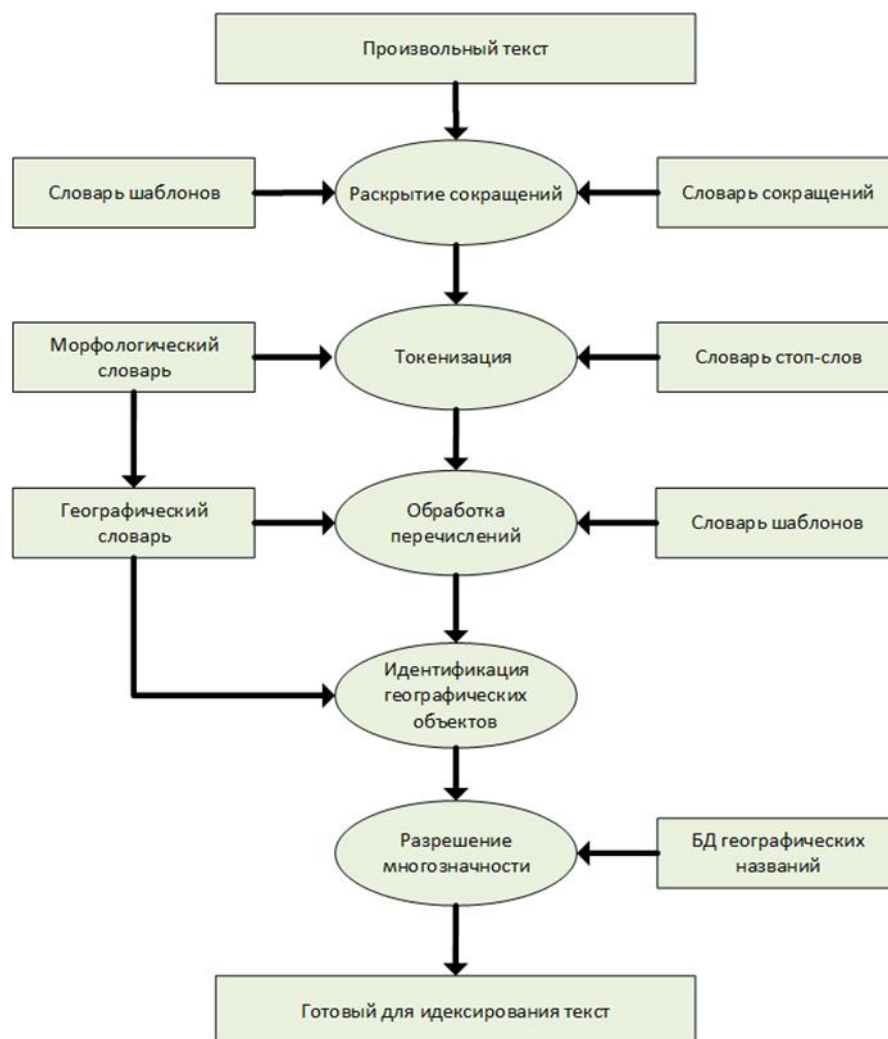 Произвольный текст
Словарь шаблонов
Раскрытие сокращений
Словарь сокращений
Морфологический
словарь
Токенизация
Словарь стоп-слов
Географический
словарь
Обработка
перечислений
Словарь шаблонов
Идентификация
географических
объектов
Разрешение
многозначности
БД географических
названий
Готовый для идексирования текст